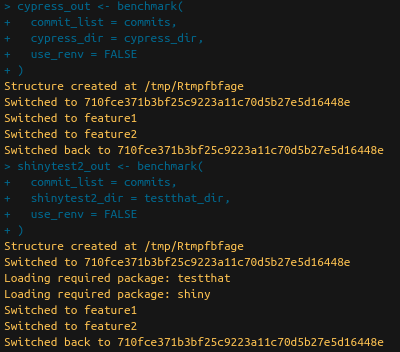 > cypress_out <- benchmark(
+   commit_list = commits,
+   cypress_dir = cypress_dir,
+   use_renv = FALSE
+ )
Structure created at /tmp/Rtmpfbfage
Switched to 710fce371b3bf25c9223a11c70d5b27e5d16448e
Switched to feature1
Switched to feature2
Switched back to 710fce371b3bf25c9223a11c70d5b27e5d16448e
> shinytest2_out <- benchmark(
+   commit_list = commits,
+   shinytest2_dir = testthat_dir,
+   use_renv = FALSE
+ )
Structure created at /tmp/Rtmpfbfage
Switched to 710fce371b3bf25c9223a11c70d5b27e5d16448e
Loading required package: testthat
Loading required package: shiny
Switched to feature1
Switched to feature2
Switched back to 710fce371b3bf25c9223a11c70d5b27e5d16448e